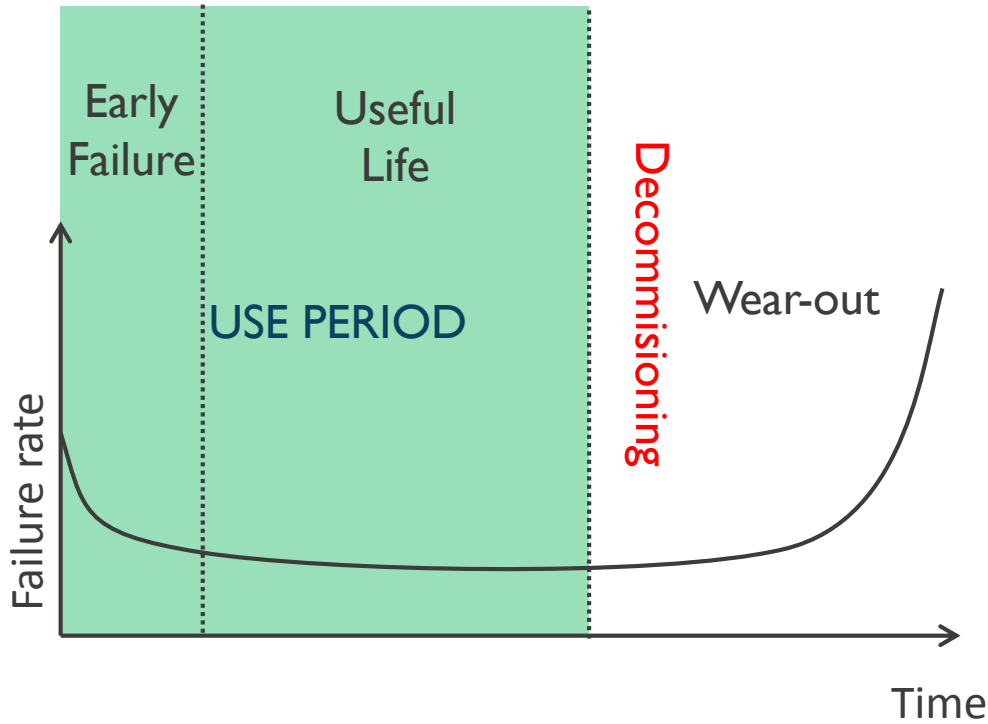 Early
Failure
Useful
Life
Decommisioning
USE PERIOD
Wear-out
Failure rate
Time